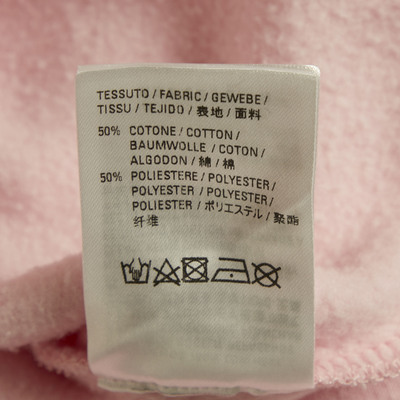 TESSUTO / FABRIC / GEWEBE /
TISSU / TEJIDO / 表地 / 面料
50% COTONE / COTTON /
BAUMWOLLE / COTON /
ALGODON / 綿 / 棉
50% POLIESTERE / POLYESTER /
POLYESTER / POLYESTER /
POLIESTER / ポリエステル / 聚酯
纤维